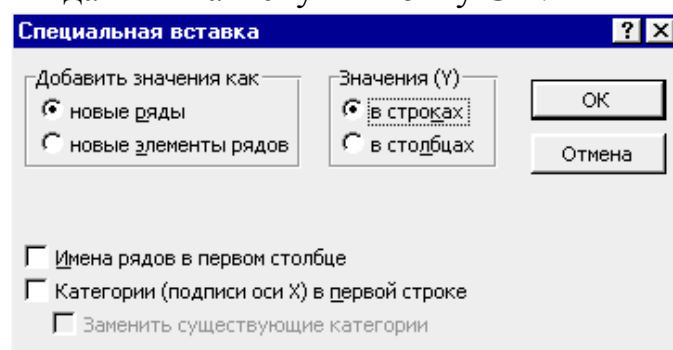 Специальная вставка
Добавить значения как
новые ряды
новые элементы рядов
Значения (Y)
в строках
в столбцах
ОК
Отмена
Имена рядов в первом столбце
Категории (подписи оси X) в первой строке
Заменить существующие категории